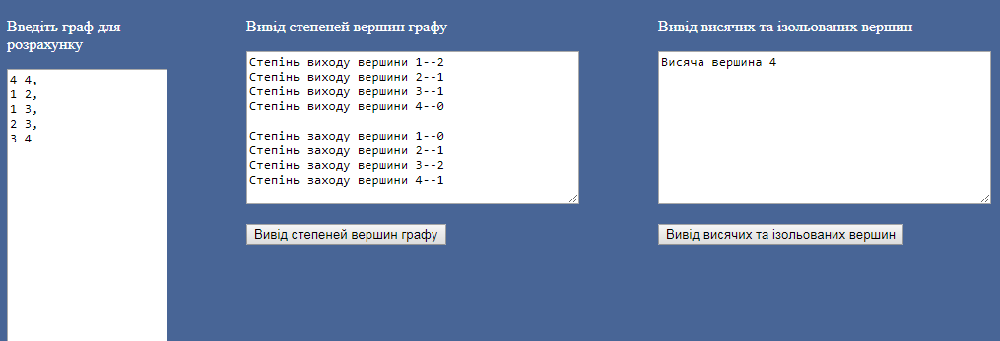 Введіть граф для
розрахунку
4 4,
1 2,
1 3,
2 3,
3 4
Вивід степеней вершин графу
Степінь виходу вершини 1--2
Степінь виходу вершини 2--1
Степінь виходу вершини 3--1
Степінь виходу вершини 4--0
Степінь заходу вершини 1--0
Степінь заходу вершини 2--1
Степінь заходу вершини 3--2
Степінь заходу вершини 4--1
Вивід степеней вершин графу
Вивід висячих та ізольованих вершин
Висяча вершина 4
Вивід висячих та ізольованих вершин